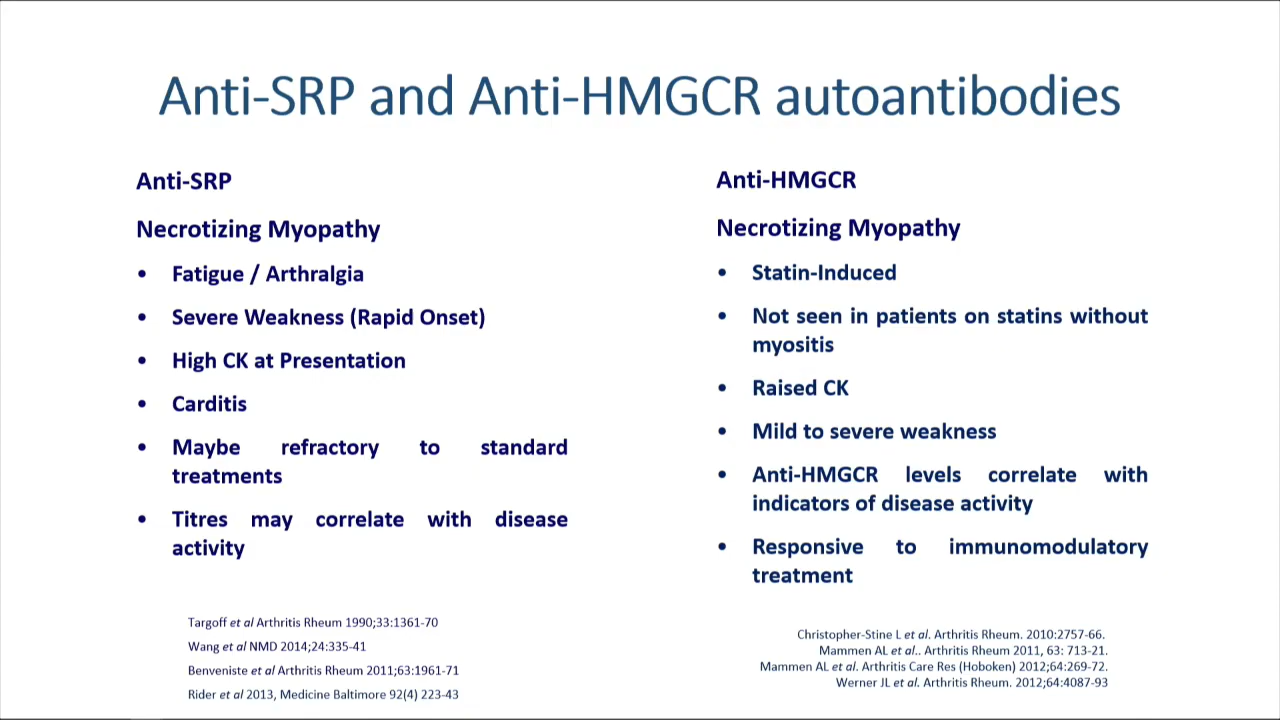 Anti-SRP and Anti-HMGCR autoantibodies
Anti-SRP
Necrotizing Myopathy
• Fatigue / Arthralgia
• Severe Weakness (Rapid Onset)
• High CK at Presentation
• Carditis
• Maybe refractory to standard
treatments
• Titres may correlate with disease
activity
Targoff et al Arthritis Rheum 1990;33:1361-70
Wang et al NMD 2014;24:335-41
Benveniste et al Arthritis Rheum 2011;63:1961-71
Rider et al 2013, Medicine Baltimore 92(4) 223-43
Anti-HMGCR
Necrotizing Myopathy
• Statin-Induced
• Not seen in patients on statins without
myositis
• Raised CK
• Mild to severe weakness
• Anti-HMGCR levels correlate with
indicators of disease activity
• Responsive to immunomodulatory
treatment
Christopher-Stine L et al. Arthritis Rheum. 2010:2757-66.
Mammen AL et al.. Arthritis Rheum 2011, 63: 713-21.
Mammen AL et al. Arthritis Care Res (Hoboken) 2012;64:269-72.
Werner JL et al. Arthritis Rheum. 2012;64:4087-93